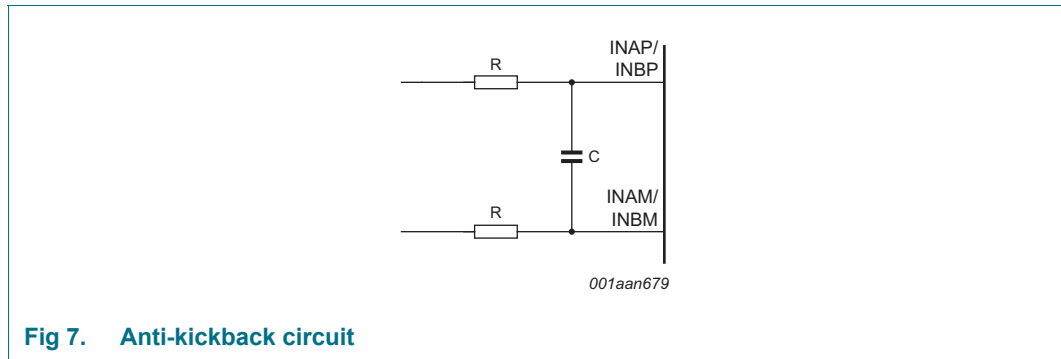 INAP/
INBP
R
C
INAM/
INBM
R
001aan679
Fig 7. Anti-kickback circuit